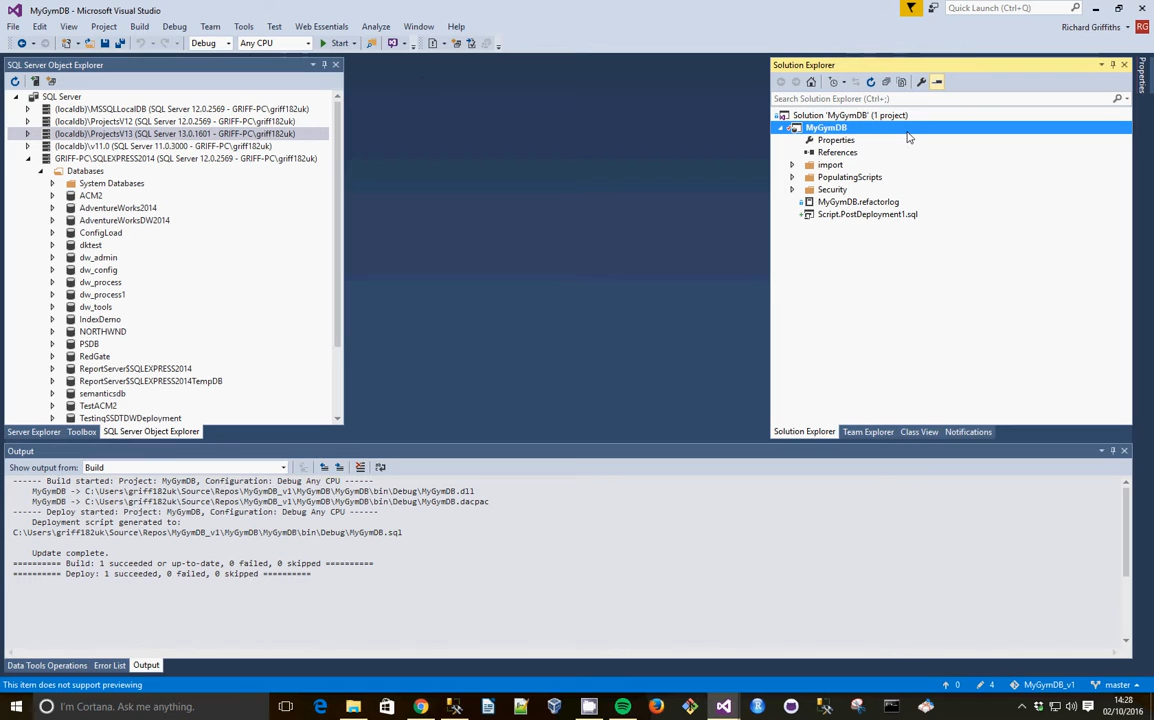 MyGymDB - Microsoft Visual Studio
Quick Launch (Ctrl+Q)
File Edit View Project Build Debug Team Tools Test Web Essentials Analyze Window Help
Richard Griffiths RG
Debug Any CPU Start
SQL Server Object Explorer
SQL Server
(localdb)\MSSQLLocalDB (SQL Server 12.0.2569 - GRIFF-PC\griff182uk)
(localdb)\ProjectsV12 (SQL Server 12.0.2569 - GRIFF-PC\griff182uk)
(localdb)\ProjectsV13 (SQL Server 13.0.1601 - GRIFF-PC\griff182uk)
(localdb)\v11.0 (SQL Server 11.0.3000 - GRIFF-PC\griff182uk)
GRIFF-PC\SQLEXPRESS2014 (SQL Server 12.0.2569 - GRIFF-PC\griff182uk)
Databases
System Databases
ACM2
AdventureWorks2014
AdventureWorksDW2014
ConfigLoad
dktest
dw_admin
dw_config
dw_process
dw_process1
dw_tools
IndexDemo
NORTHWND
PSDB
RedGate
ReportServer$SQLEXPRESS2014
ReportServer$SQLEXPRESS2014TempDB
semanticsdb
TestACM2
TestingSSDTDWDeployment
Server Explorer Toolbox SQL Server Object Explorer
Solution Explorer
Search Solution Explorer (Ctrl+;)
Solution 'MyGymDB' (1 project)
MyGymDB
Properties
References
import
PopulatingScripts
Security
MyGymDB.refactorlog
Script.PostDeployment1.sql
Solution Explorer Team Explorer Class View Notifications
Properties
Output
Show output from: Build
------ Build started: Project: MyGymDB, Configuration: Debug Any CPU ------
MyGymDB -> C:\Users\griff182uk\Source\Repos\MyGymDB_v1\MyGymDB\MyGymDB\bin\Debug\MyGymDB.dll
MyGymDB -> C:\Users\griff182uk\Source\Repos\MyGymDB_v1\MyGymDB\MyGymDB\bin\Debug\MyGymDB.dacpac
------ Deploy started: Project: MyGymDB, Configuration: Debug Any CPU ------
Deployment script generated to:
C:\Users\griff182uk\Source\Repos\MyGymDB_v1\MyGymDB\MyGymDB\bin\Debug\MyGymDB.sql
Update complete.
========== Build: 1 succeeded or up-to-date, 0 failed, 0 skipped ==========
========== Deploy: 1 succeeded, 0 failed, 0 skipped ==========
Data Tools Operations Error List Output
This item does not support previewing
0 4 MyGymDB_v1 master
I'm Cortana. Ask me anything.
14:28
02/10/2016